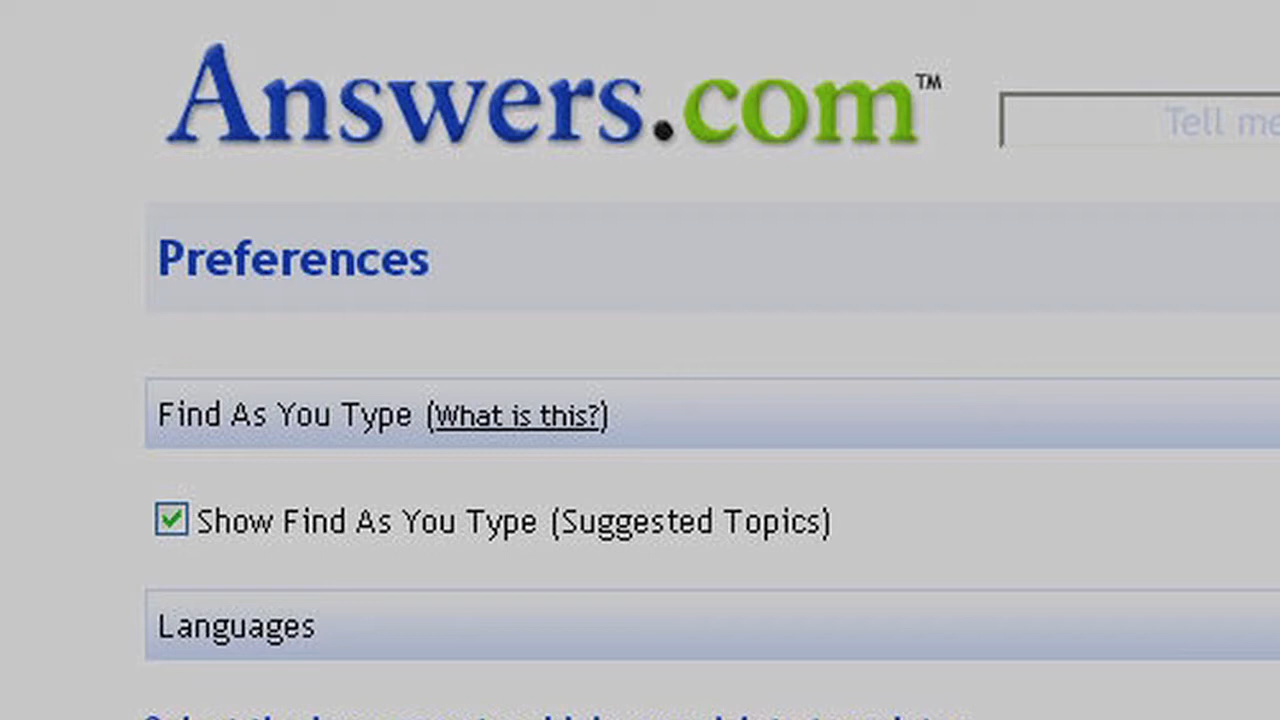 Answers.com™
Tell me
Preferences
Find As You Type (What is this?)
Show Find As You Type (Suggested Topics)
Languages